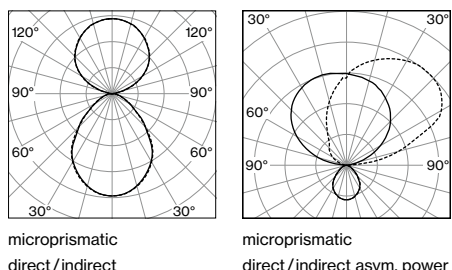 120° 120°
90° 90°
60° 60°
30° 30°
microprismatic
direct/indirect
30° 30°
60°
90° 90°
microprismatic
direct/indirect asym. power